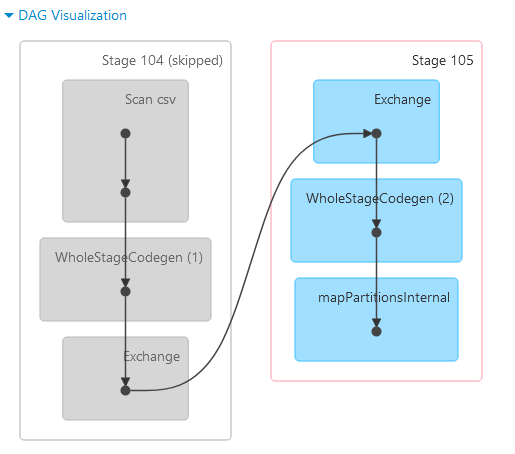 DAG Visualization
Stage 104 (skipped)
Scan csv
WholeStageCodegen (1)
Exchange
Stage 105
Exchange
WholeStageCodegen (2)
mapPartitionsInternal